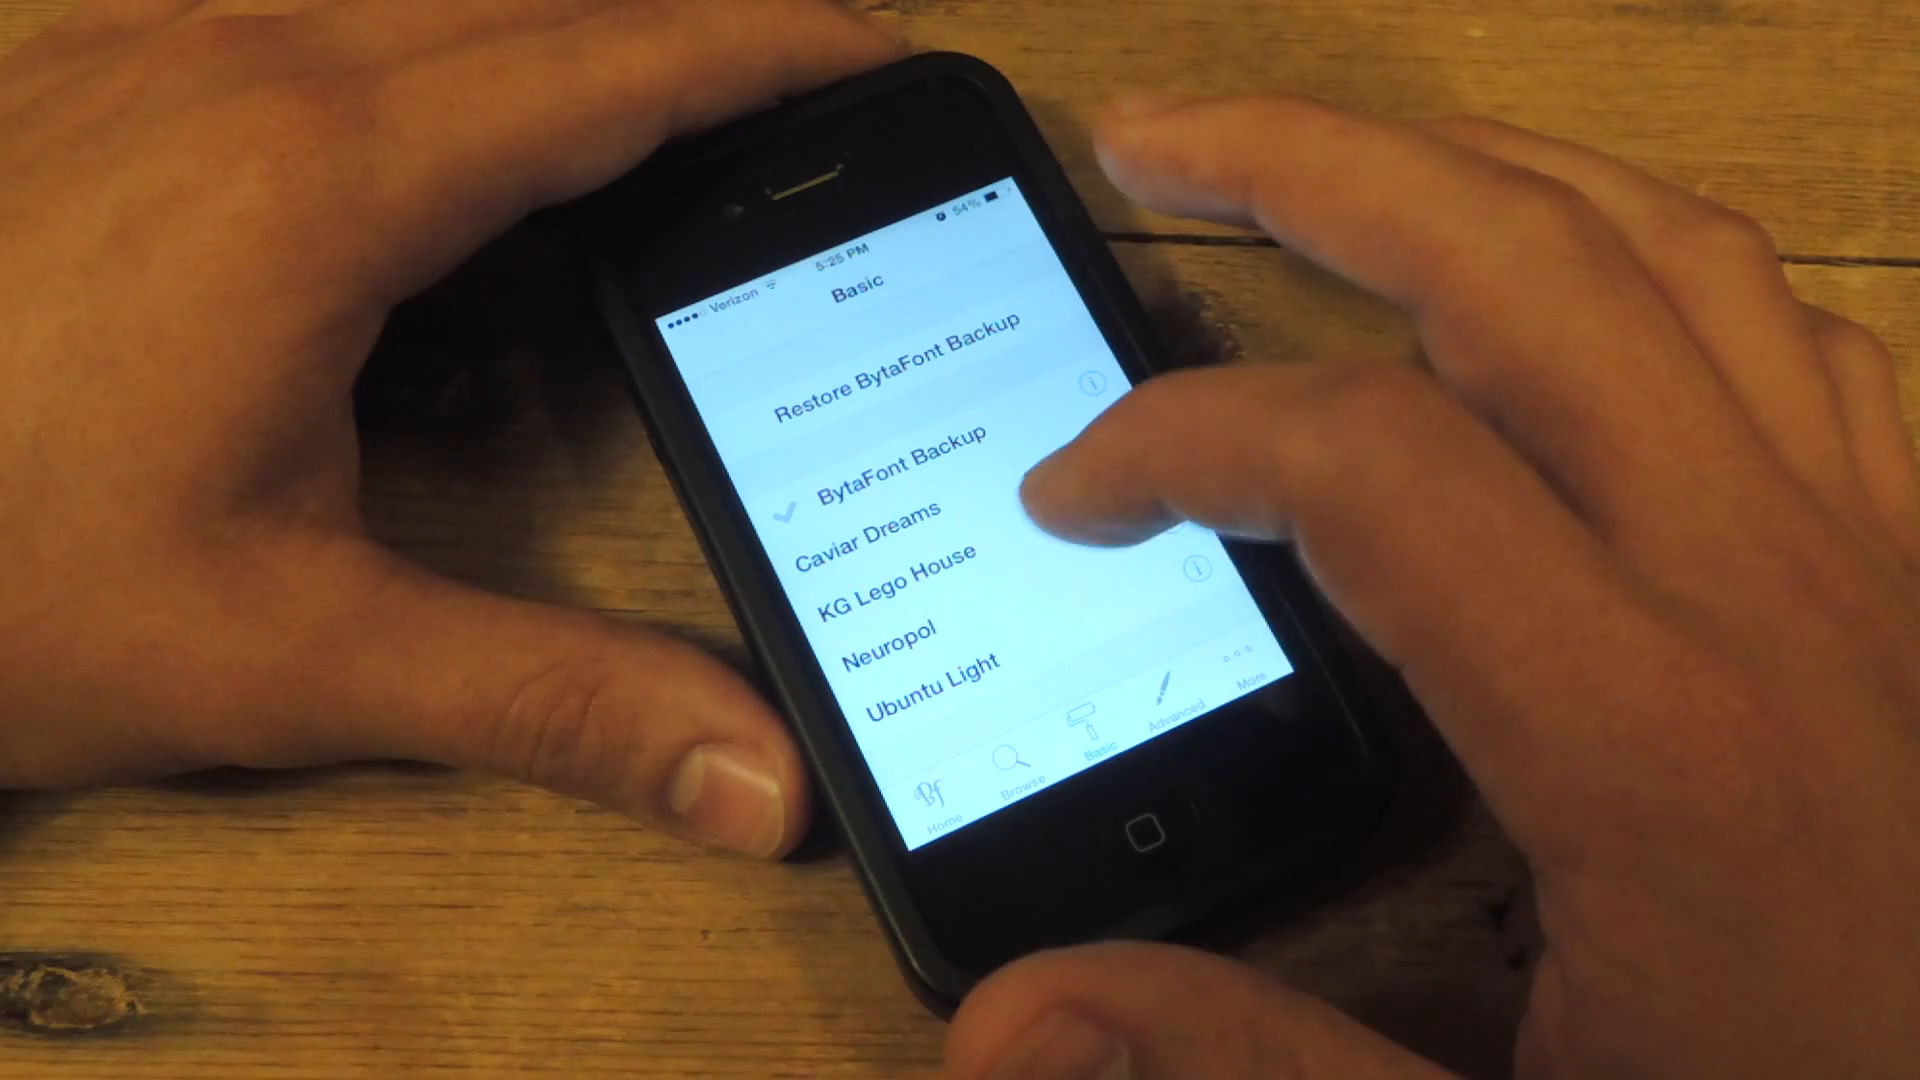 Verizon 5:25 PM 54%
Basic
Restore BytaFont Backup
BytaFont Backup
Caviar Dreams
KG Lego House
Neuropol
Ubuntu Light
Bf
Home Browse Basic Advanced More